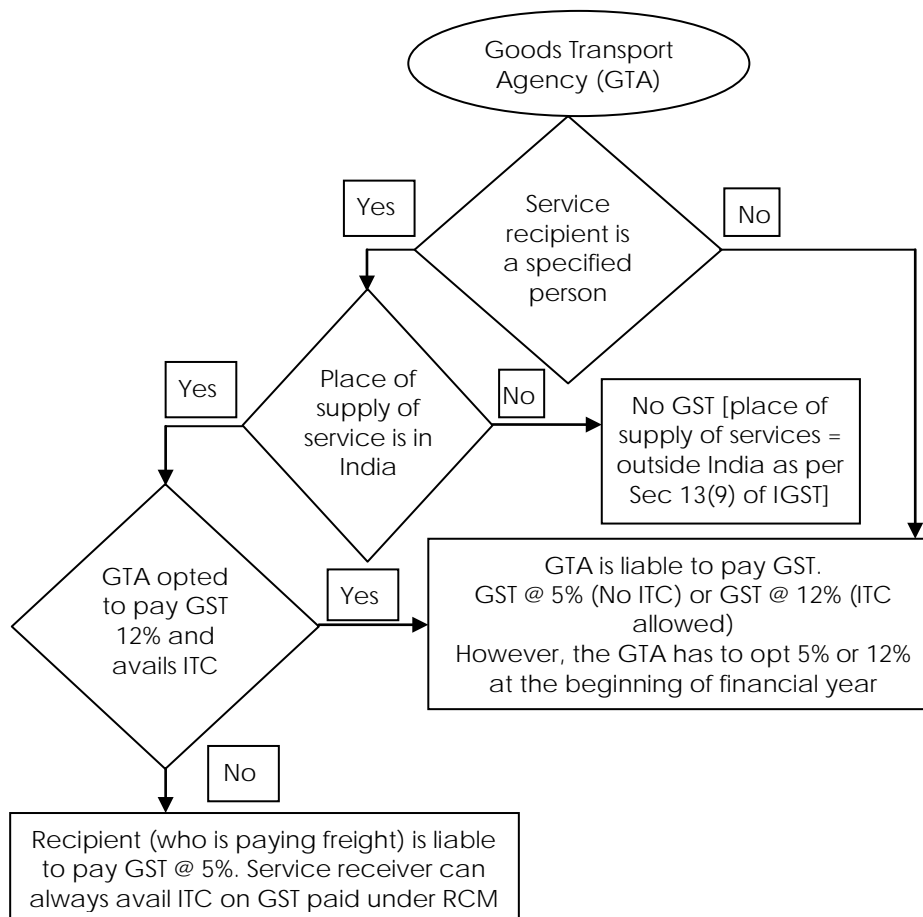 Goods Transport
Agency (GTA)
Yes
Service
recipient is
a specified
person
No
Yes
Place of
supply of
service is in
India
No
No GST [place of
supply of services =
outside India as per
Sec 13(9) of IGST]
GTA opted
to pay GST
12% and
avails ITC
Yes
GTA is liable to pay GST.
GST @ 5% (No ITC) or GST @ 12% (ITC
allowed)
However, the GTA has to opt 5% or 12%
at the beginning of financial year
No
Recipient (who is paying freight) is liable
to pay GST @ 5%. Service receiver can
always avail ITC on GST paid under RCM